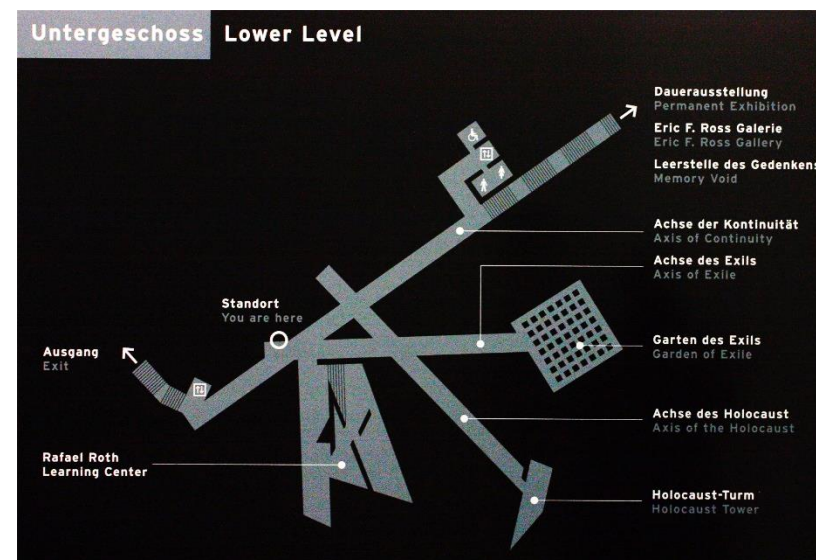 Untergeschoss Lower Level
Dauerausstellung
Permanent Exhibition
Eric F. Ross Galerie
Eric F. Ross Gallery
Leerstelle des Gedenkens
Memory Void
Achse der Kontinuität
Axis of Continuity
Achse des Exils
Axis of Exile
Standort
You are here
Garten des Exils
Garden of Exile
Ausgang
Exit
Achse des Holocaust
Axis of the Holocaust
Rafael Roth
Learning Center
Holocaust-Turm
Holocaust Tower